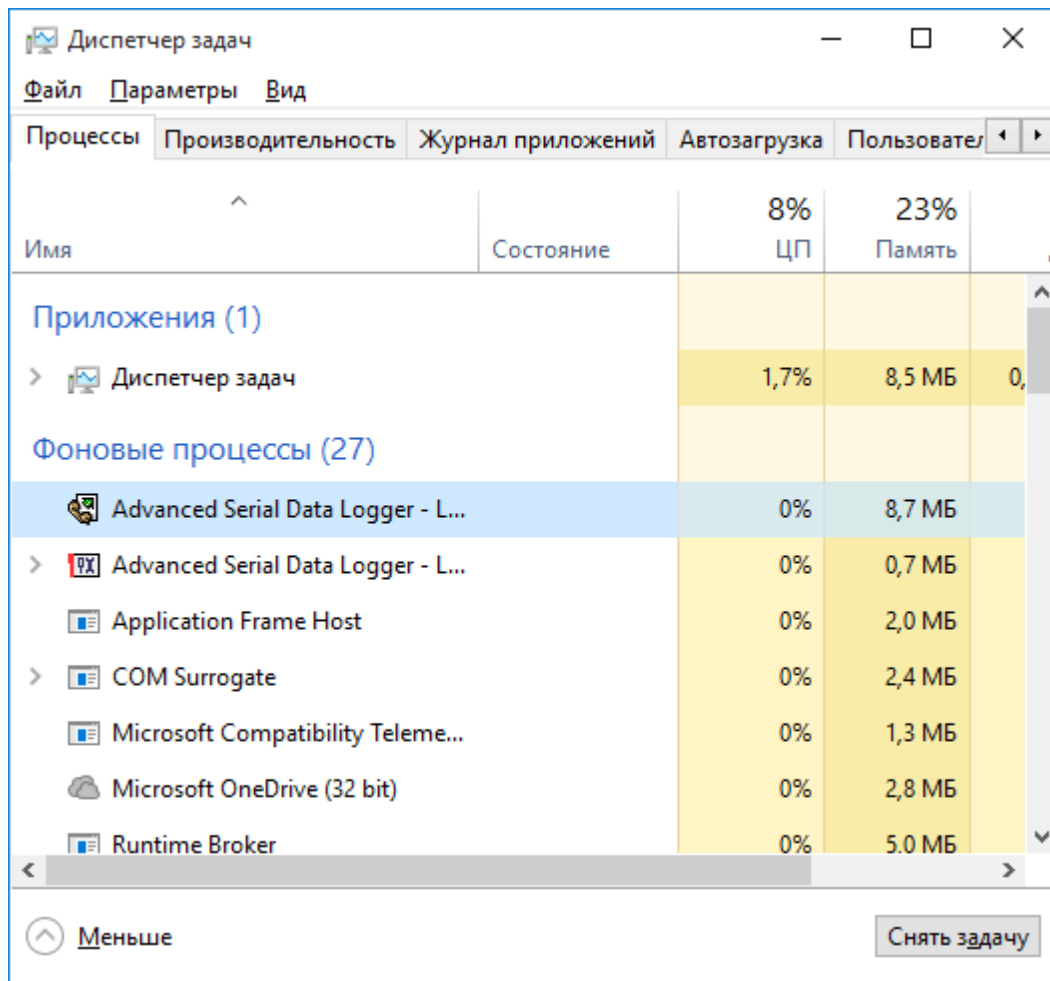 Диспетчер задач
Файл Параметры Вид
Процессы Производительность Журнал приложений Автозагрузка Пользовател
8% 23%
Имя Состояние ЦП Память
Приложения (1)
Диспетчер задач 1,7% 8,5 МБ 0,
Фоновые процессы (27)
Advanced Serial Data Logger - L... 0% 8,7 МБ
Advanced Serial Data Logger - L... 0% 0,7 МБ
Application Frame Host 0% 2,0 МБ
COM Surrogate 0% 2,4 МБ
Microsoft Compatibility Teleme... 0% 1,3 МБ
Microsoft OneDrive (32 bit) 0% 2,8 МБ
Runtime Broker 0% 5,0 МБ
Меньше Снять задачу